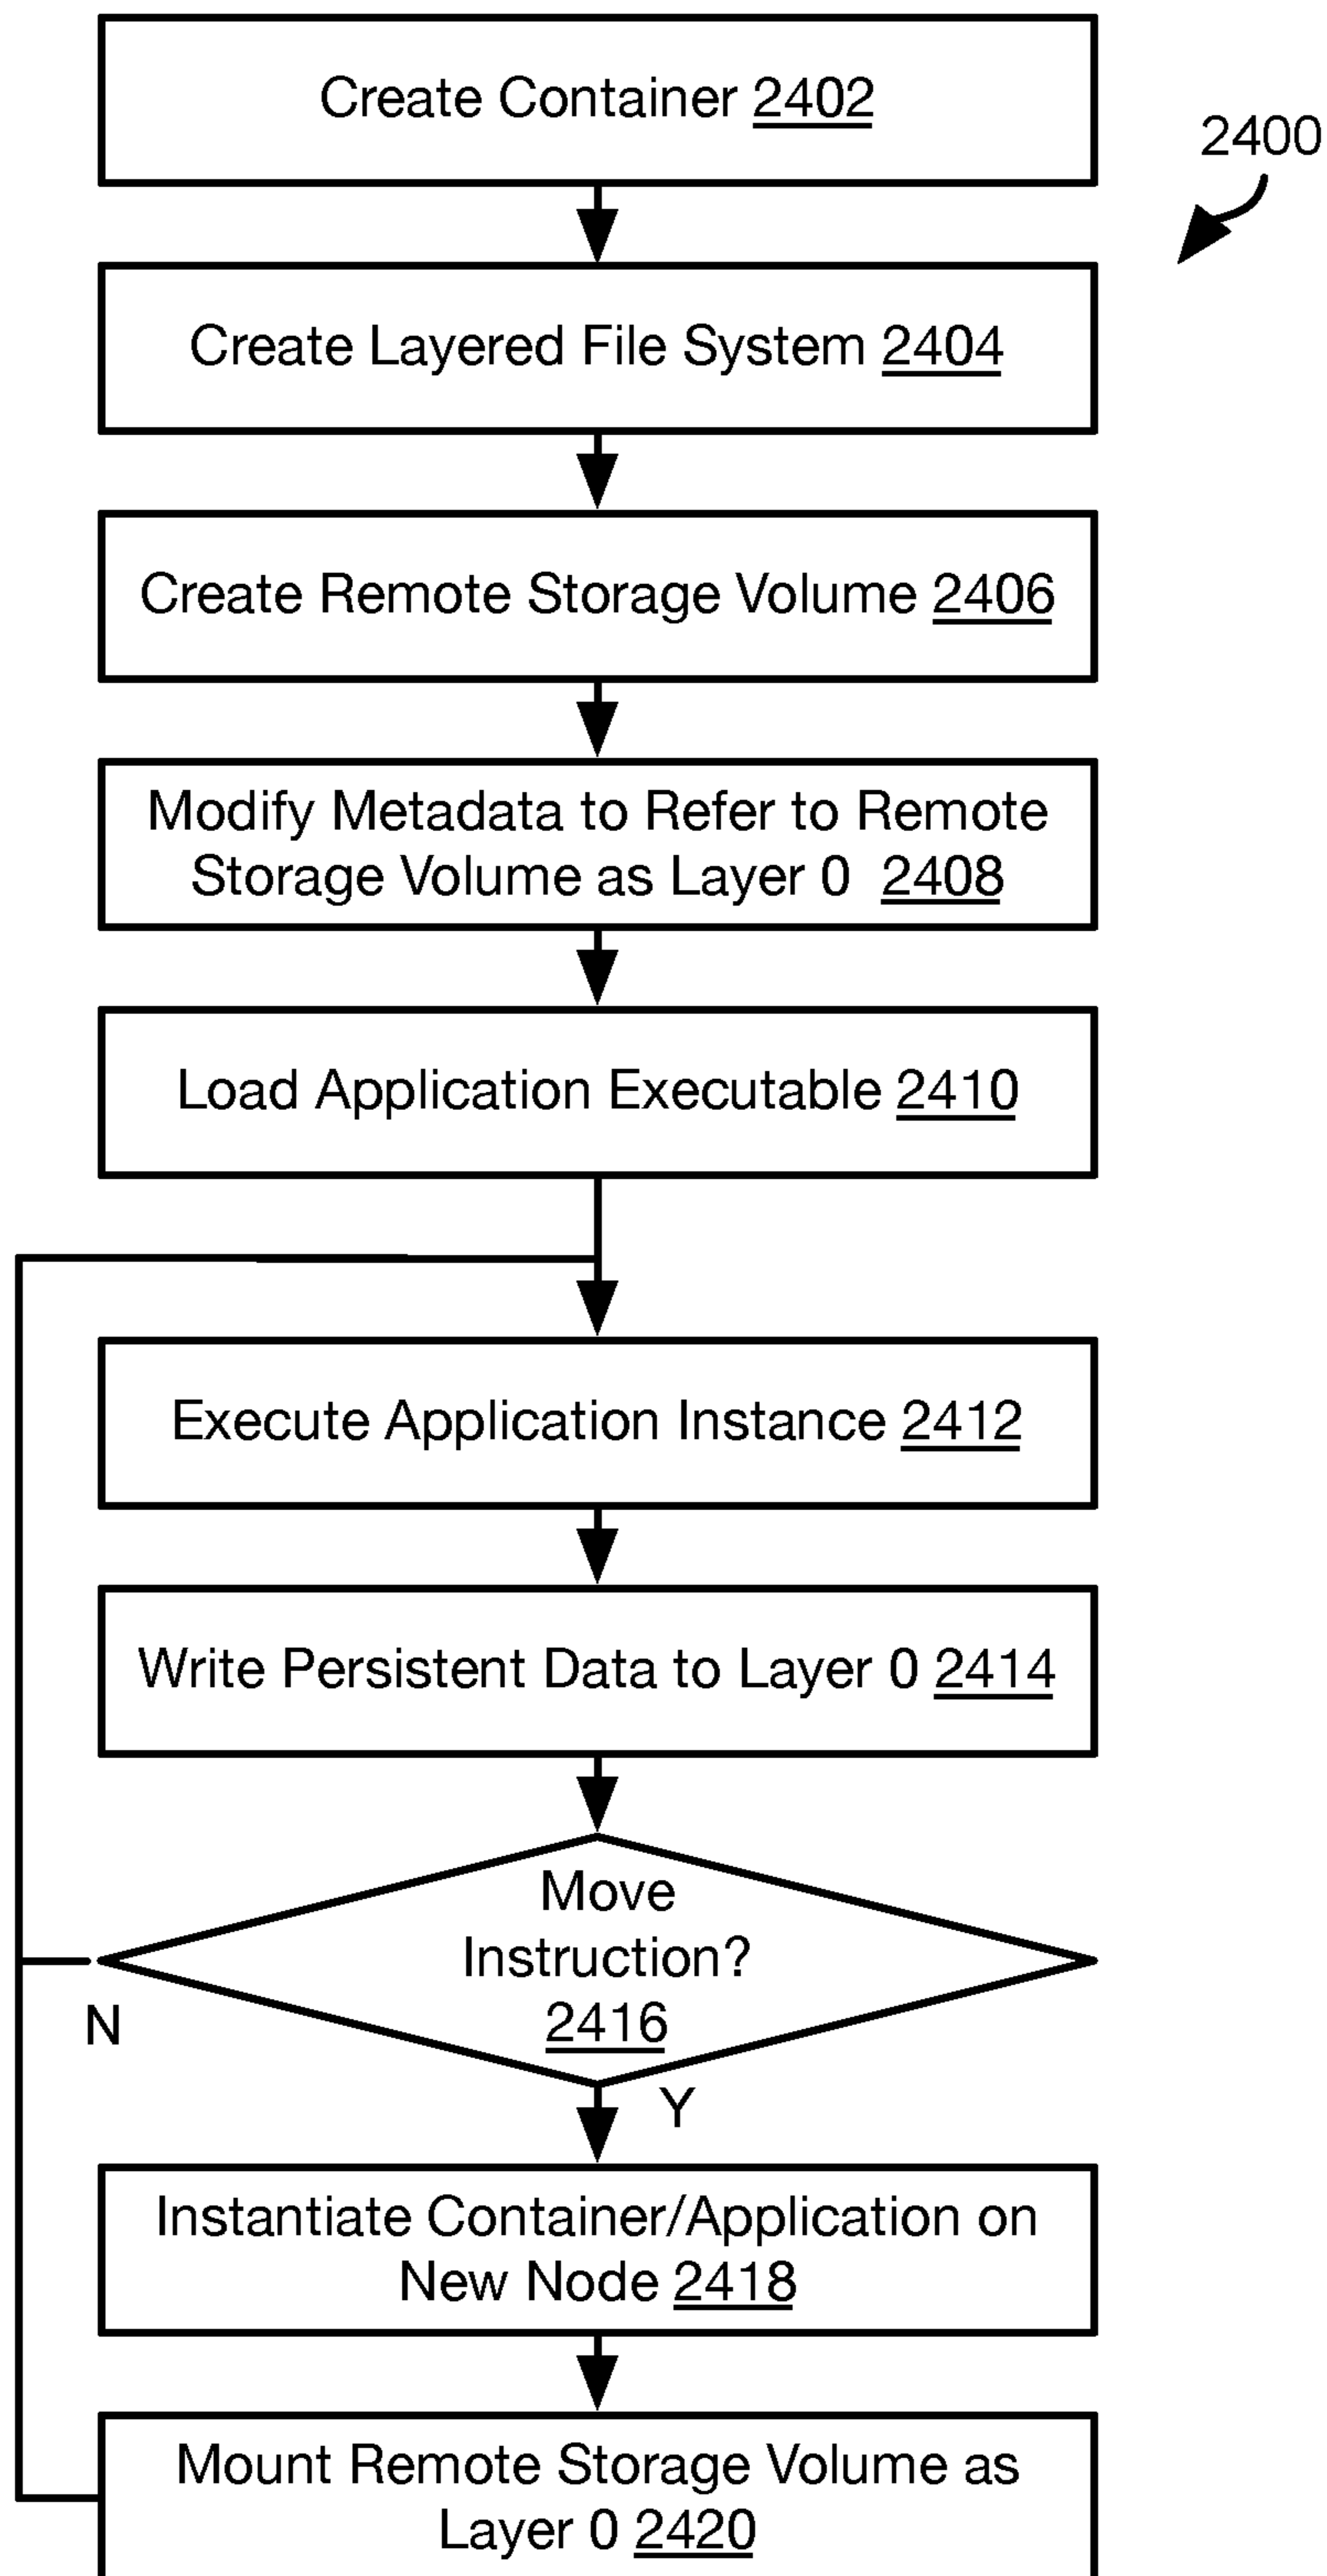 Create Container 2402
2400
Create Layered File System 2404
Create Remote Storage Volume 2406
Modify Metadata to Refer to Remote
Storage Volume as Layer 0 2408
Load Application Executable 2410
Execute Application Instance 2412
Write Persistent Data to Layer 0 2414
Move
Instruction?
2416
N
Y
Instantiate Container/Application on
New Node 2418
Mount Remote Storage Volume as
Layer 0 2420